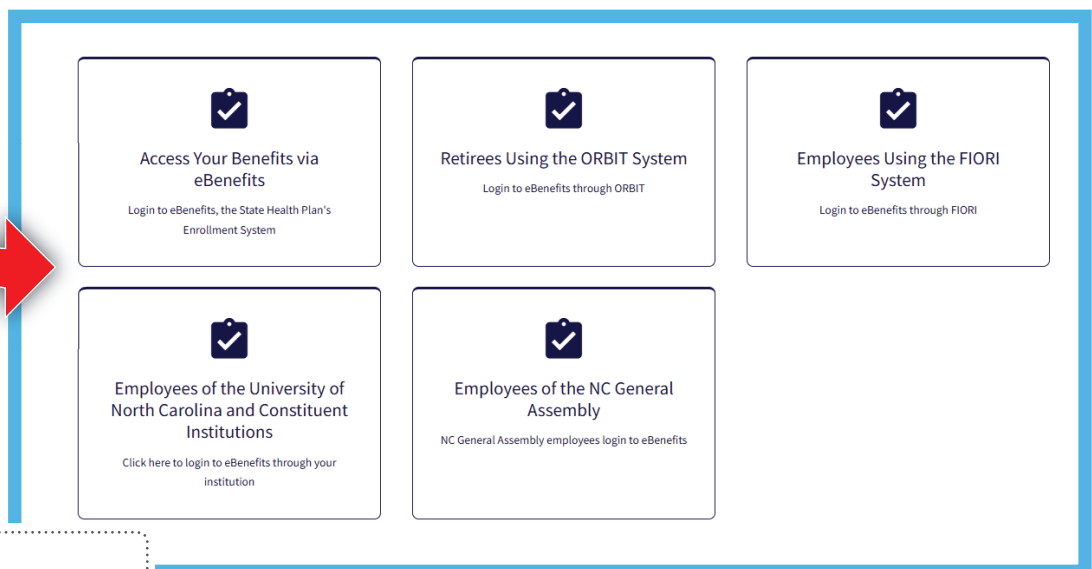 Access Your Benefits via
eBenefits
Login to eBenefits, the State Health Plan's
Enrollment System
Retirees Using the ORBIT System
Login to eBenefits through ORBIT
Employees Using the FIORI
System
Login to eBenefits through FIORI
Employees of the University of
North Carolina and Constituent
Institutions
Click here to login to eBenefits through your
institution
Employees of the NC General
Assembly
NC General Assembly employees login to eBenefits